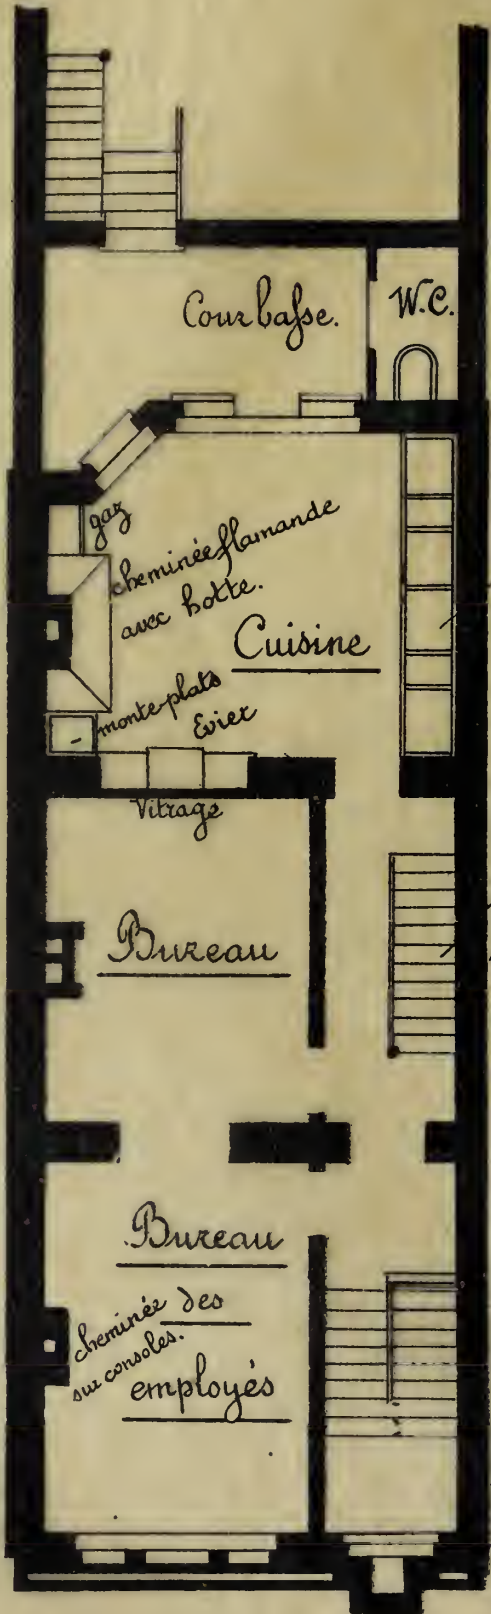 Cour basse.
W.C.
gaz
cheminée flamande
avec hotte.
Cuisine
monte-plats
Evier
Vitrage
Bureau
Bureau
des
employés
cheminée
sur consoles.